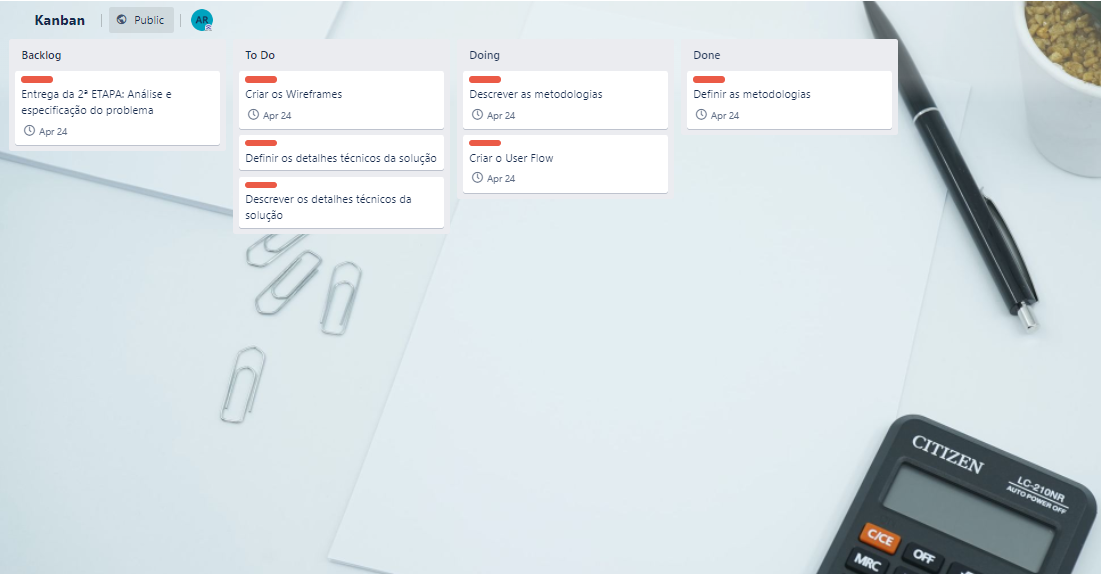 Kanban
Public
AR
Backlog
Entrega da 2ª ETAPA: Análise e
especificação do problema
Apr 24
To Do
Criar os Wireframes
Apr 24
Definir os detalhes técnicos da solução
Descrever os detalhes técnicos da
solução
Doing
Descrever as metodologias
Apr 24
Criar o User Flow
Apr 24
Done
Definir as metodologias
Apr 24
CITIZEN
LC-210NR
AUTO POWER OFF
C/CE
OFF
MRC